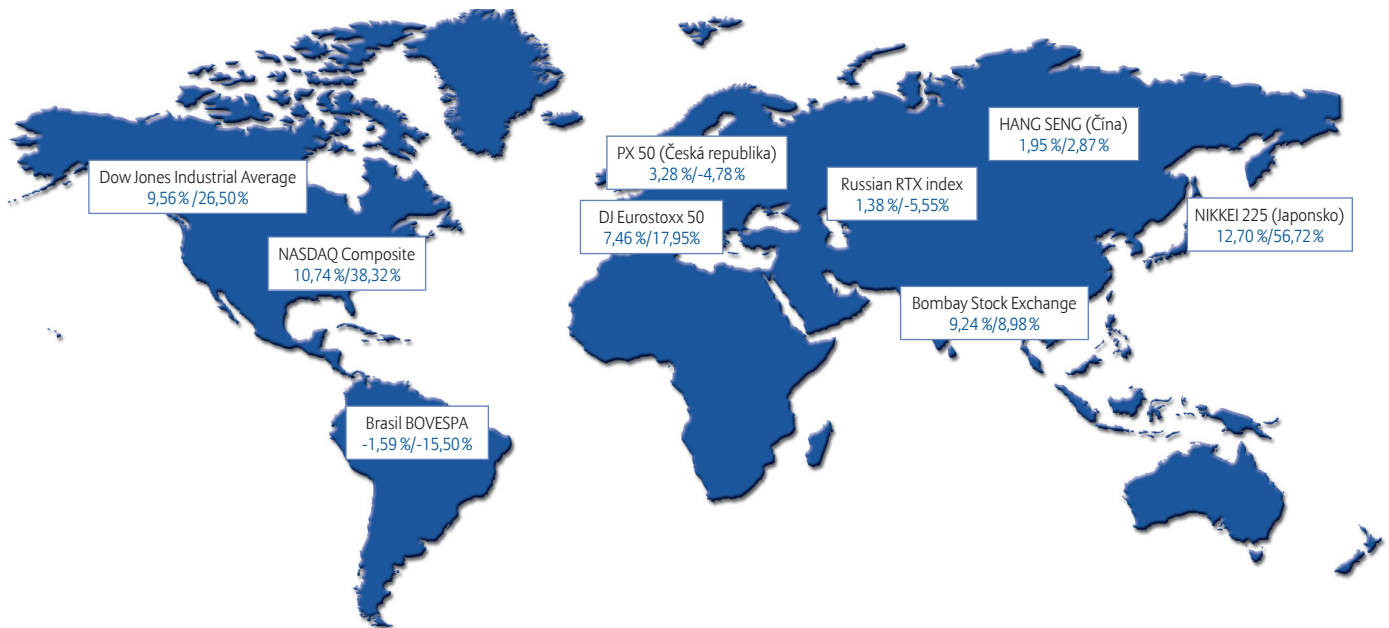 HANG SENG (Čína)
1,95 %/2,87 %
PX 50 (Česká republika)
3,28 %/-4,78 %
Dow Jones Industrial Average
9,56 % /26,50 %
Russian RTX index
1,38 %/-5,55%
NIKKEI 225 (Japonsko)
12,70 %/56,72 %
DJ Eurostoxx 50
7,46 %/17,95%
NASDAQ Composite
10,74 %/38,32 %
Bombay Stock Exchange
9,24 %/8,98 %
Brasil BOVESPA
-1,59 %/-15,50 %